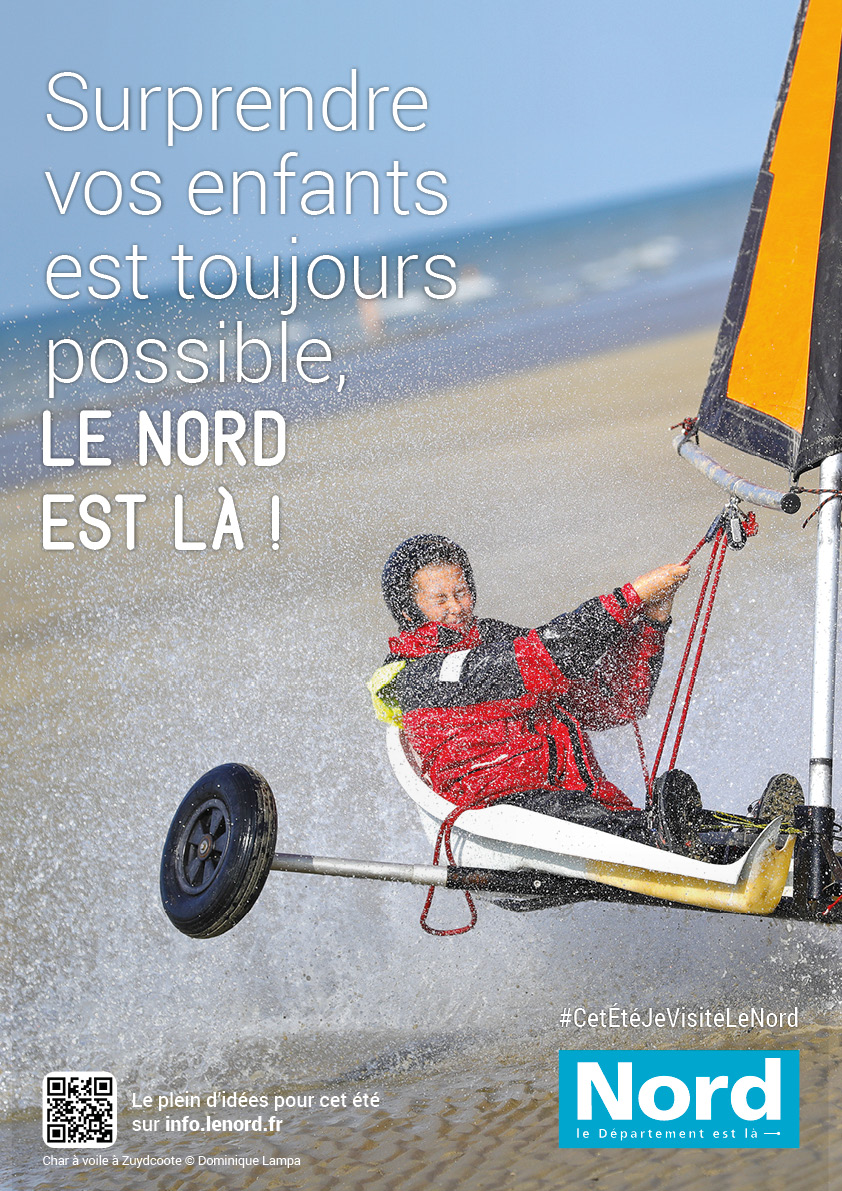 Surprendre
vos enfants
est toujours
possible,
LE NORD
EST LÀ !
#CetÉtéJeVisiteLeNord
Nord
le Département est là
Le plein d'idées pour cet été
sur info.lenord.fr
Char à voile à Zuydcoote © Dominique Lampa